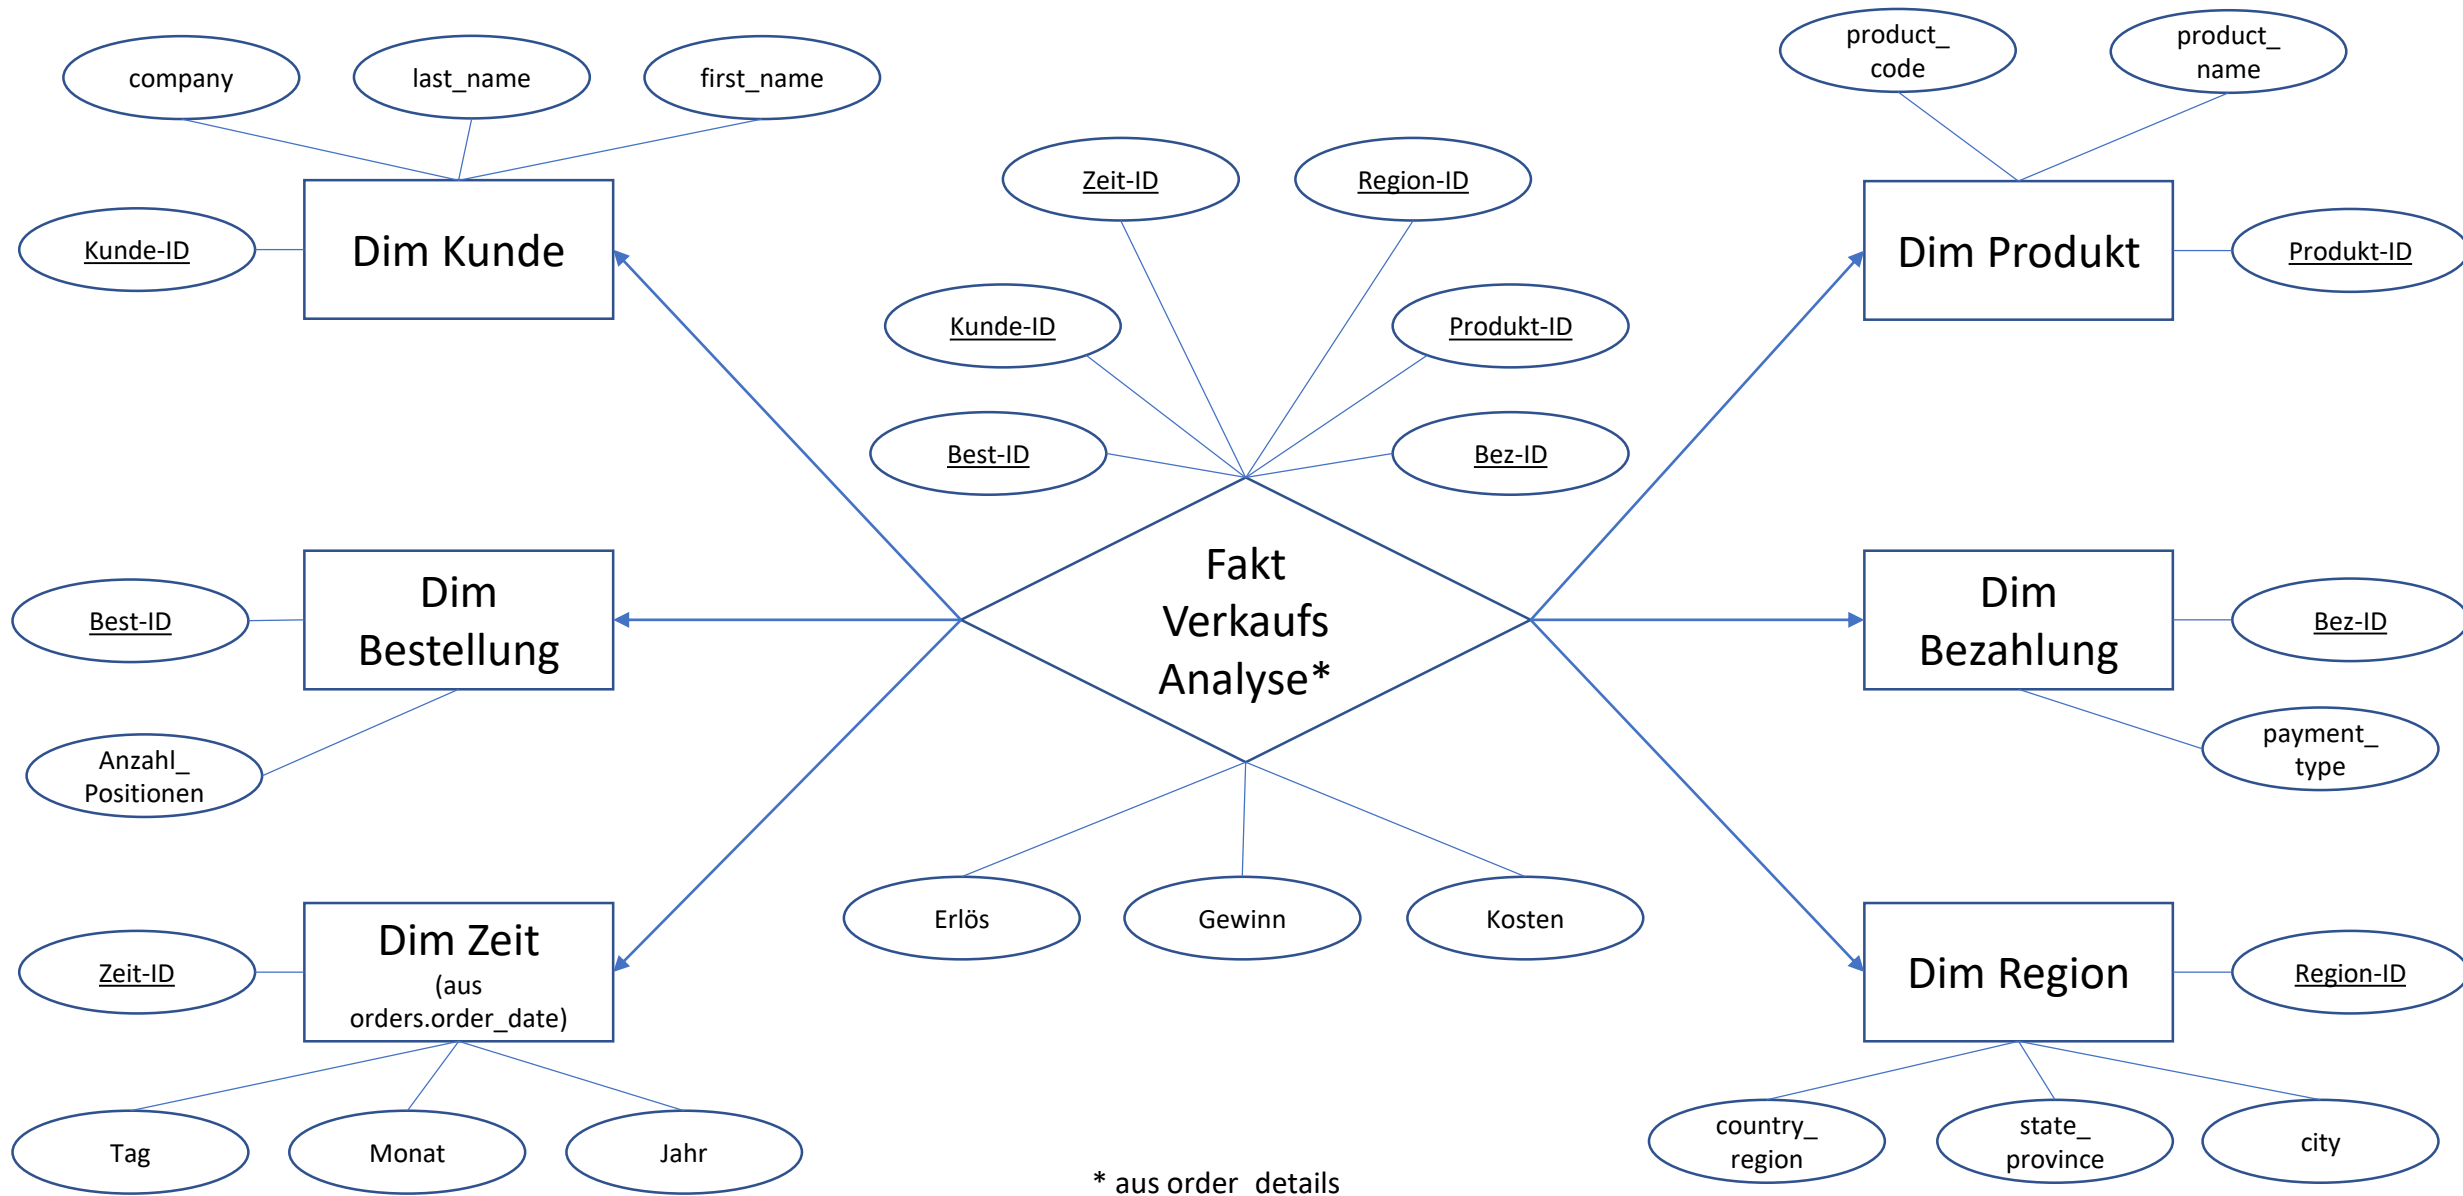 company
last_name
first_name
product_
code
product_
name
Zeit-ID
Region-ID
Kunde-ID
Dim Kunde
Dim Produkt
Produkt-ID
Kunde-ID
Produkt-ID
Best-ID
Bez-ID
Fakt
Verkaufs
Analyse*
Best-ID
Dim
Bestellung
Dim
Bezahlung
Bez-ID
Anzahl_
Positionen
payment_
type
Erlös
Gewinn
Kosten
Zeit-ID
Dim Zeit
(aus
orders.order_date)
Dim Region
Region-ID
Tag
Monat
Jahr
country_
region
state_
province
city
* aus order_details